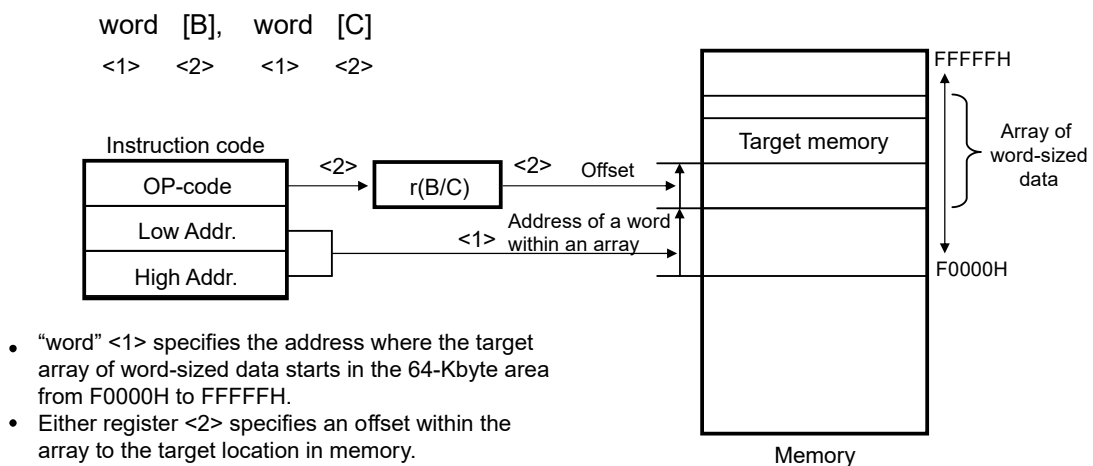 word [B], word [C]
<1> <2> <1> <2>
Instruction code
OP-code
Low Addr.
High Addr.
<2>
r(B/C)
<2>
Offset
<1>
Address of a word
within an array
FFFFFH
Target memory
Array of
word-sized
data
F0000H
Memory
• “word” <1> specifies the address where the target
array of word-sized data starts in the 64-Kbyte area
from F0000H to FFFFFH.
• Either register <2> specifies an offset within the
array to the target location in memory.